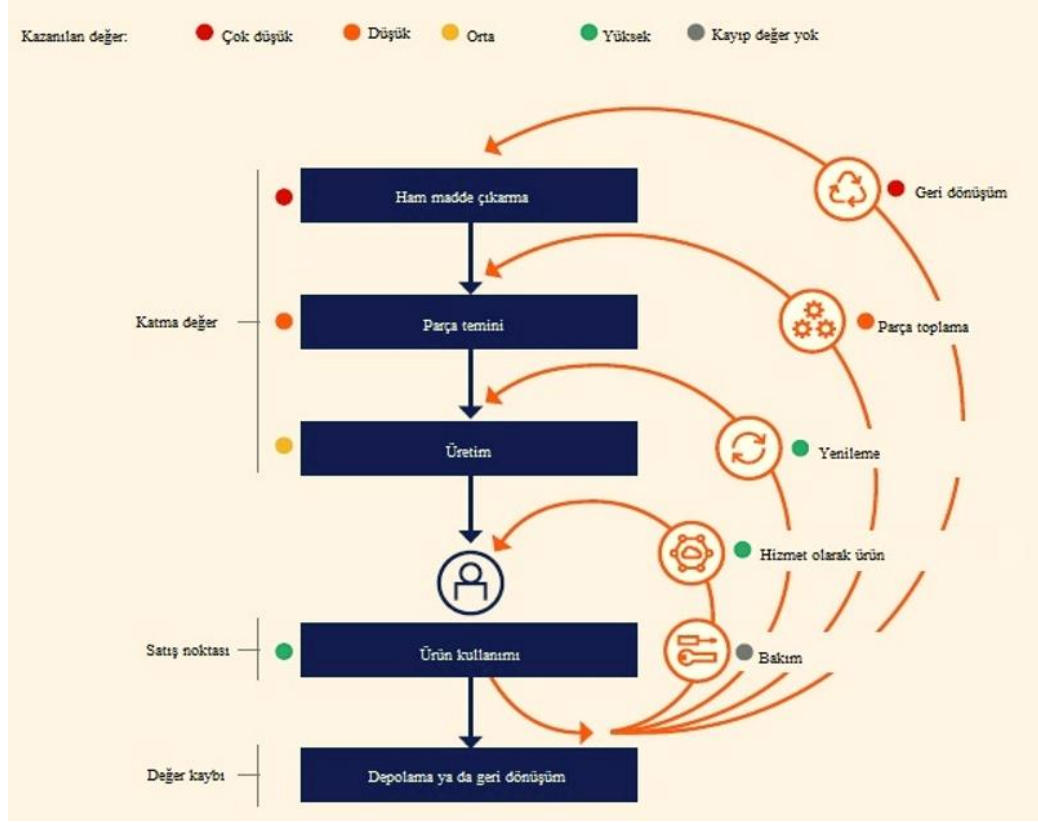 Kazanılan değer: Çok düşük Düşük Orta Yüksek Kayıp değer yok
Ham madde çıkarma
Geri dönüşüm
Katma değer
Parça temini
Parça toplama
Üretim
Yenileme
Hizmet olarak ürün
Satış noktası
Ürün kullanımı
Bakım
Değer kaybı
Depolama ya da geri dönüşüm